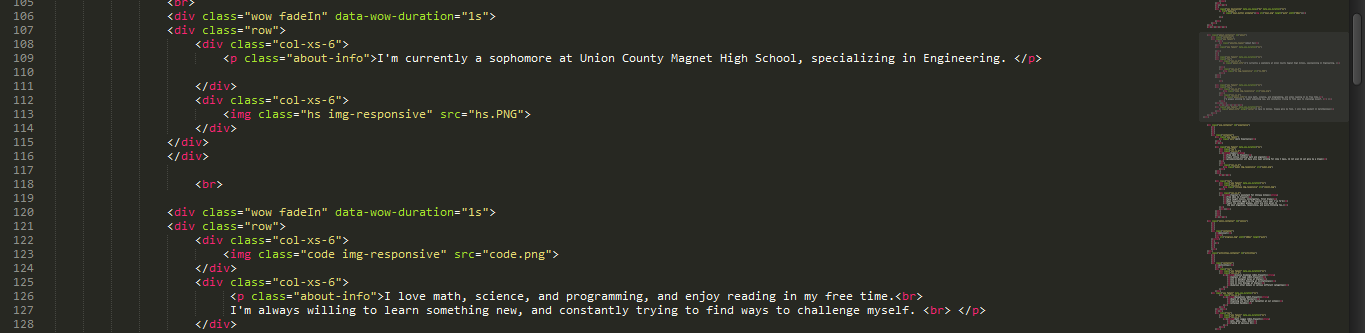 105 <br>
106 <div class="wow fadeIn" data-wow-duration="1s">
107 <div class="row">
108 <div class="col-xs-6">
109 <p class="about-info">I'm currently a sophomore at Union County Magnet High School, specializing in Engineering. </p>
110
111 </div>
112 <div class="col-xs-6">
113 <img class="hs img-responsive" src="hs.PNG">
114 </div>
115 </div>
116 </div>
117
118 <br>
119
120 <div class="wow fadeIn" data-wow-duration="1s">
121 <div class="row">
122 <div class="col-xs-6">
123 <img class="code img-responsive" src="code.png">
124 </div>
125 <div class="col-xs-6">
126 <p class="about-info">I love math, science, and programming, and enjoy reading in my free time.<br>
127 I'm always willing to learn something new, and constantly trying to find ways to challenge myself. <br> </p>
128 </div>